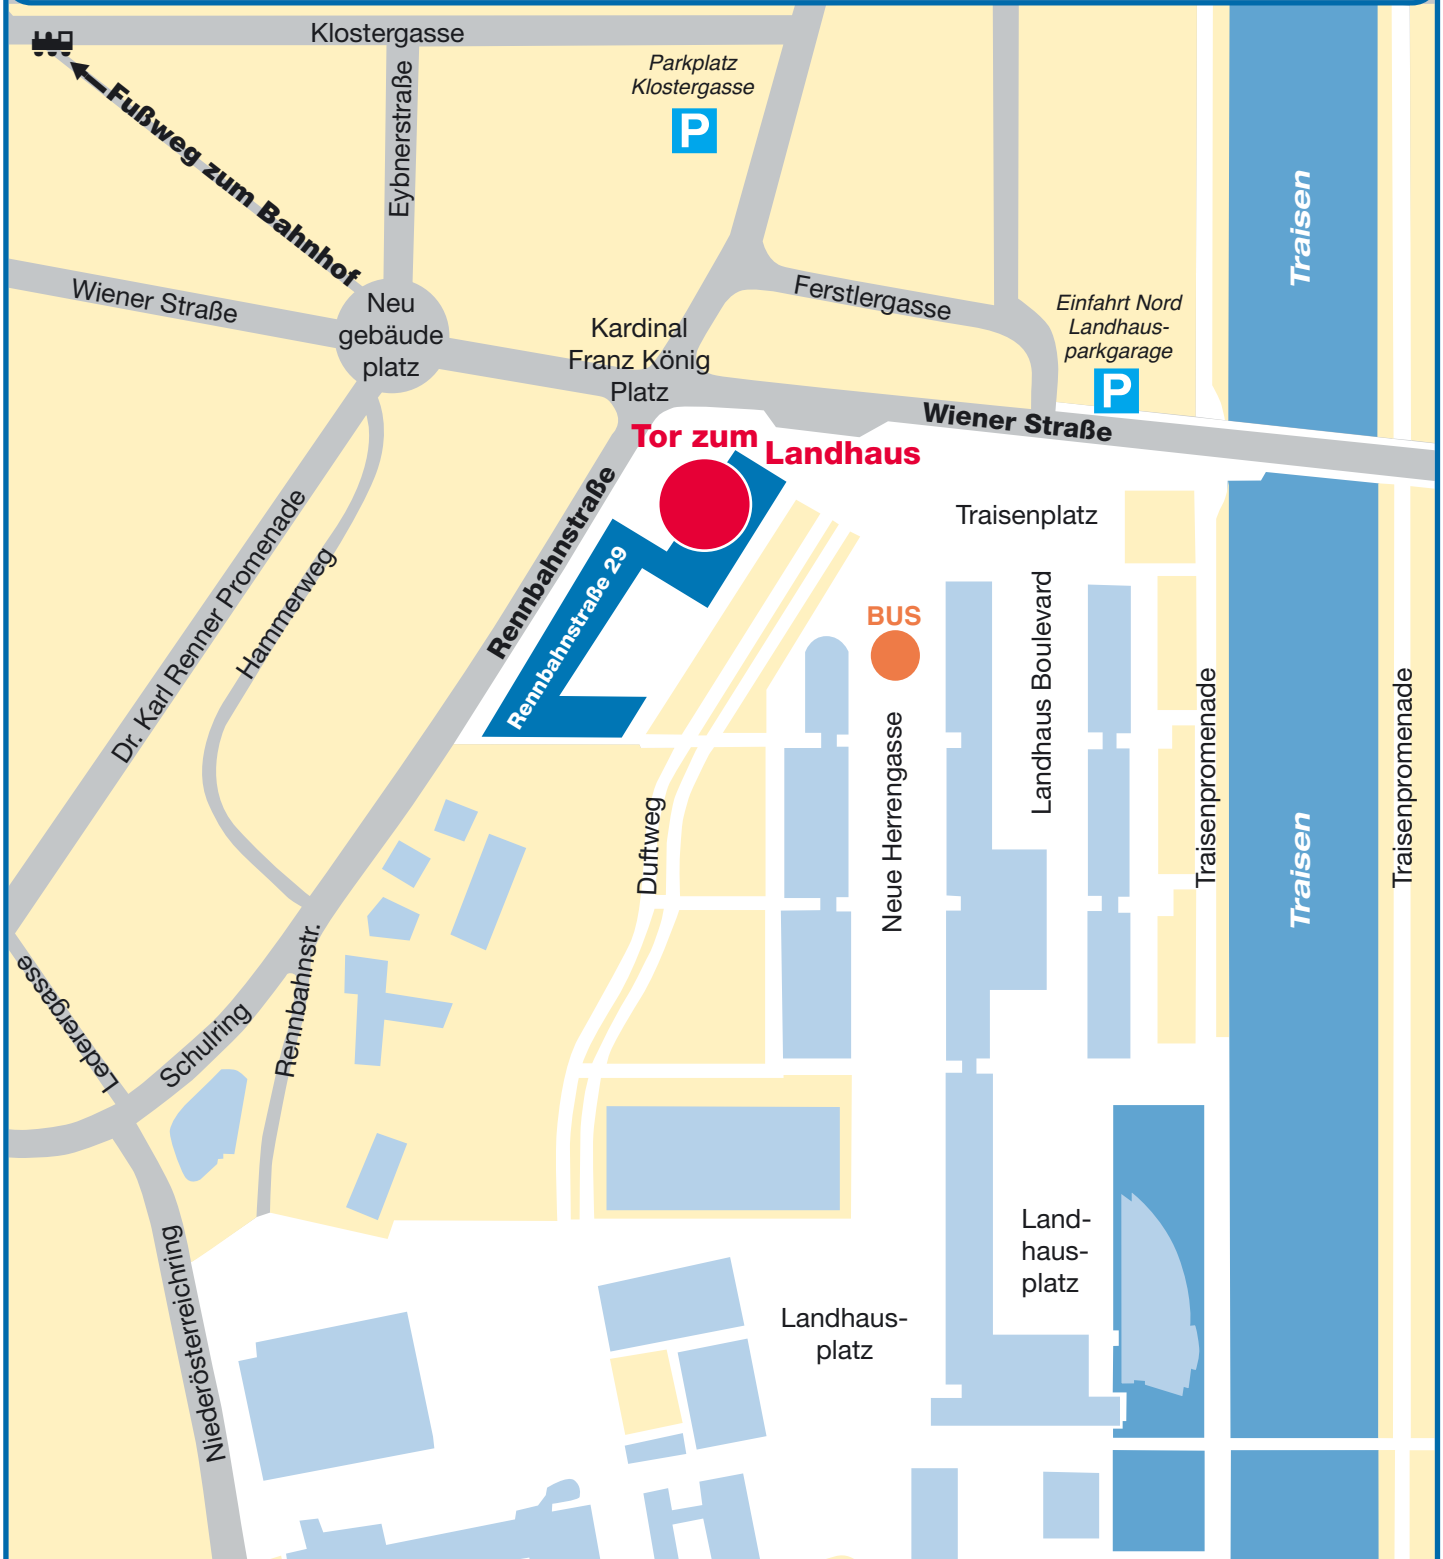 Klostergasse
Parkplatz
Klostergasse
P
Eybnerstraße
Fußweg zum Bahnhof
Traisen
Wiener Straße
Neu
gebäude
platz
Ferstlergasse
Einfahrt Nord
Landhaus-
parkgarage
P
Kardinal
Franz König
Platz
Wiener Straße
Tor zum
Landhaus
Traisenplatz
Rennbahnstraße
Rennbahnstraße 29
Dr. Karl Renner Promenade
Hammerweg
BUS
Landhaus Boulevard
Neue Herrengasse
Duftweg
Traisenpromenade
Traisen
Traisenpromenade
Ledergasse
Schulring
Rennbahnstr.
Niederösterreichring
Land-
haus-
platz
Landhaus-
platz